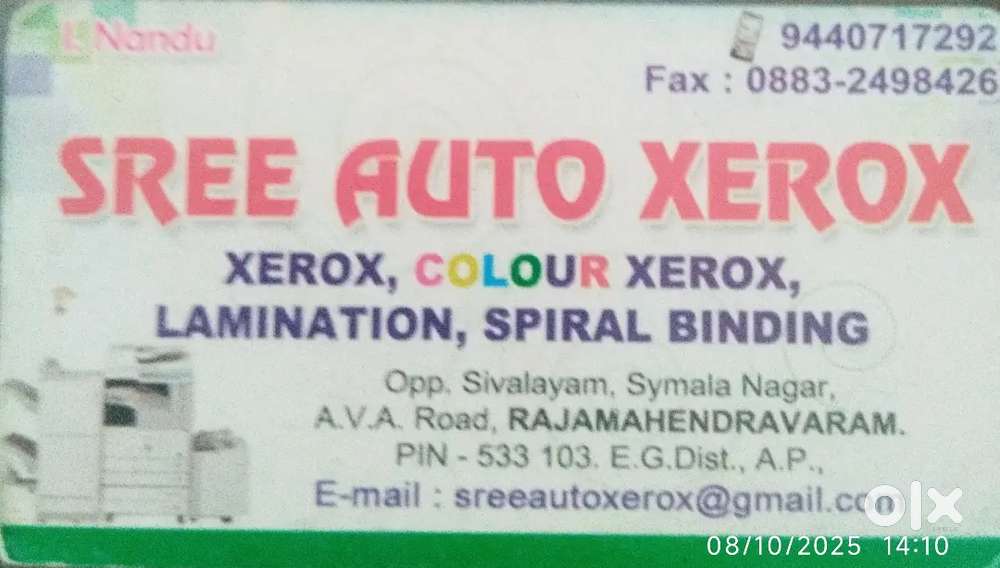 L Nandu
9440717292
Fax : 0883-2498426
SREE AUTO XEROX
XEROX, COLOUR XEROX,
LAMINATION, SPIRAL BINDING
Opp. Sivalayam, Symala Nagar,
A.V.A. Road, RAJAMAHENDRAVARAM.
PIN - 533 103. E.G.Dist., A.P.,
E-mail : sreeautoxerox@gmail.com
olx
08/10/2025 14:10